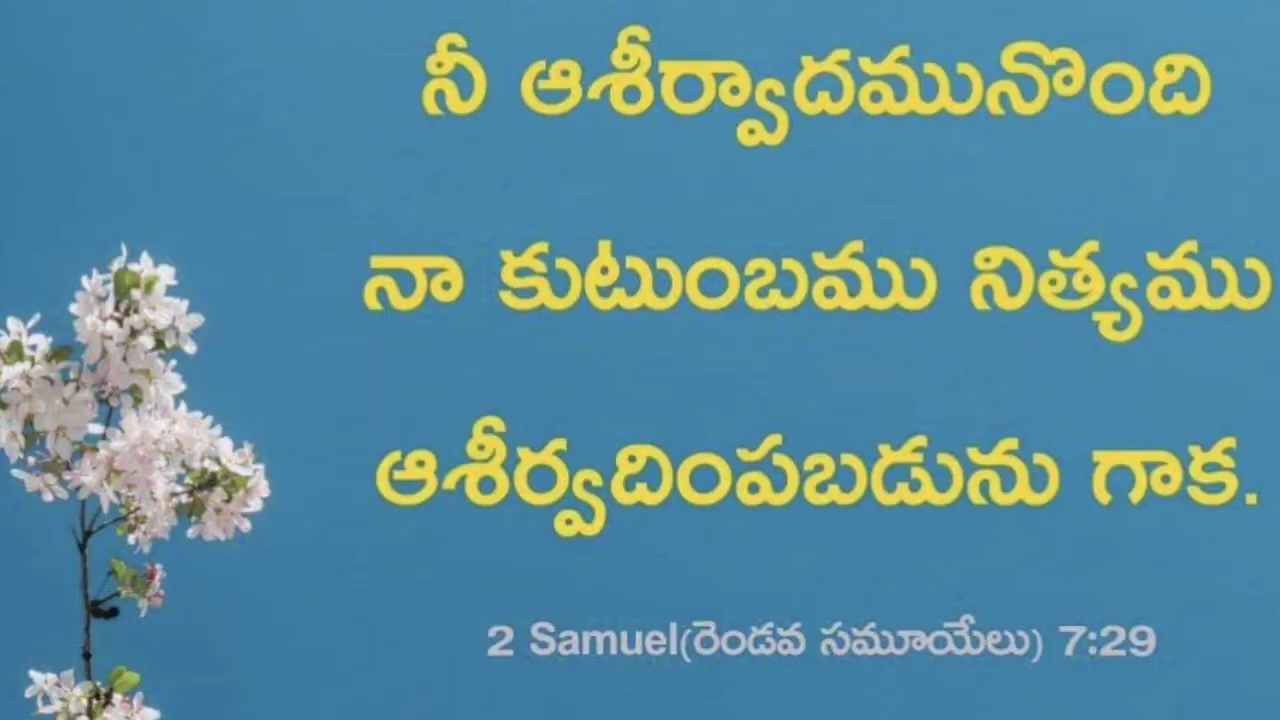 నీ ఆశీర్వాదమునొంది
నా కుటుంబము నిత్యము
ఆశీర్వదింపబడును గాక.
2 Samuel(రెండవ సమూయేలు) 7:29